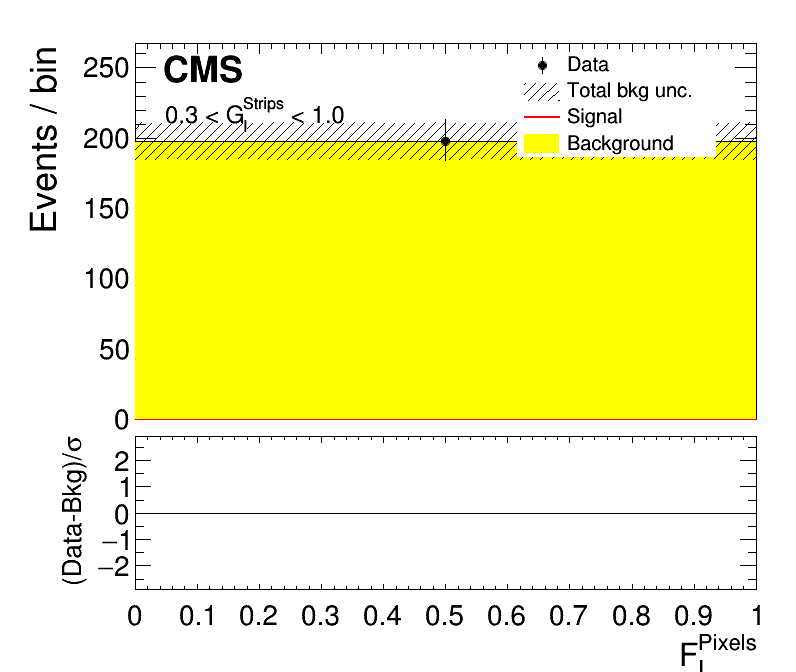 CMS
0.3 < G_I^Strips < 1.0
Data
Total bkg unc.
Signal
Background
Events / bin
250
200
150
100
50
0
(Data-Bkg)/σ
2
1
0
−1
−2
0 0.1 0.2 0.3 0.4 0.5 0.6 0.7 0.8 0.9 1
F_I^Pixels